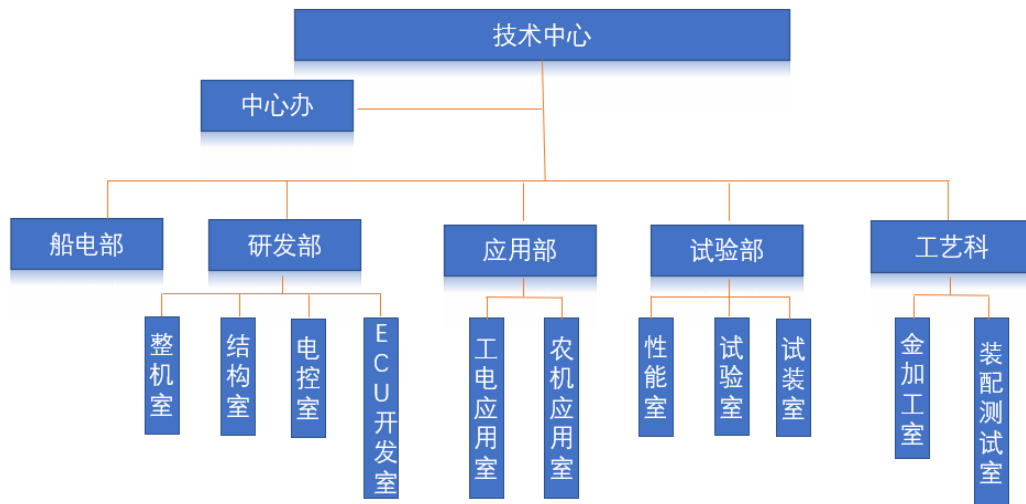 技术中心
中心办
船电部
研发部
应用部
试验部
工艺科
整机室
结构室
电控室
ECU开发室
工电应用室
农机应用室
性能室
试验室
试装室
金加工室
装配测试室